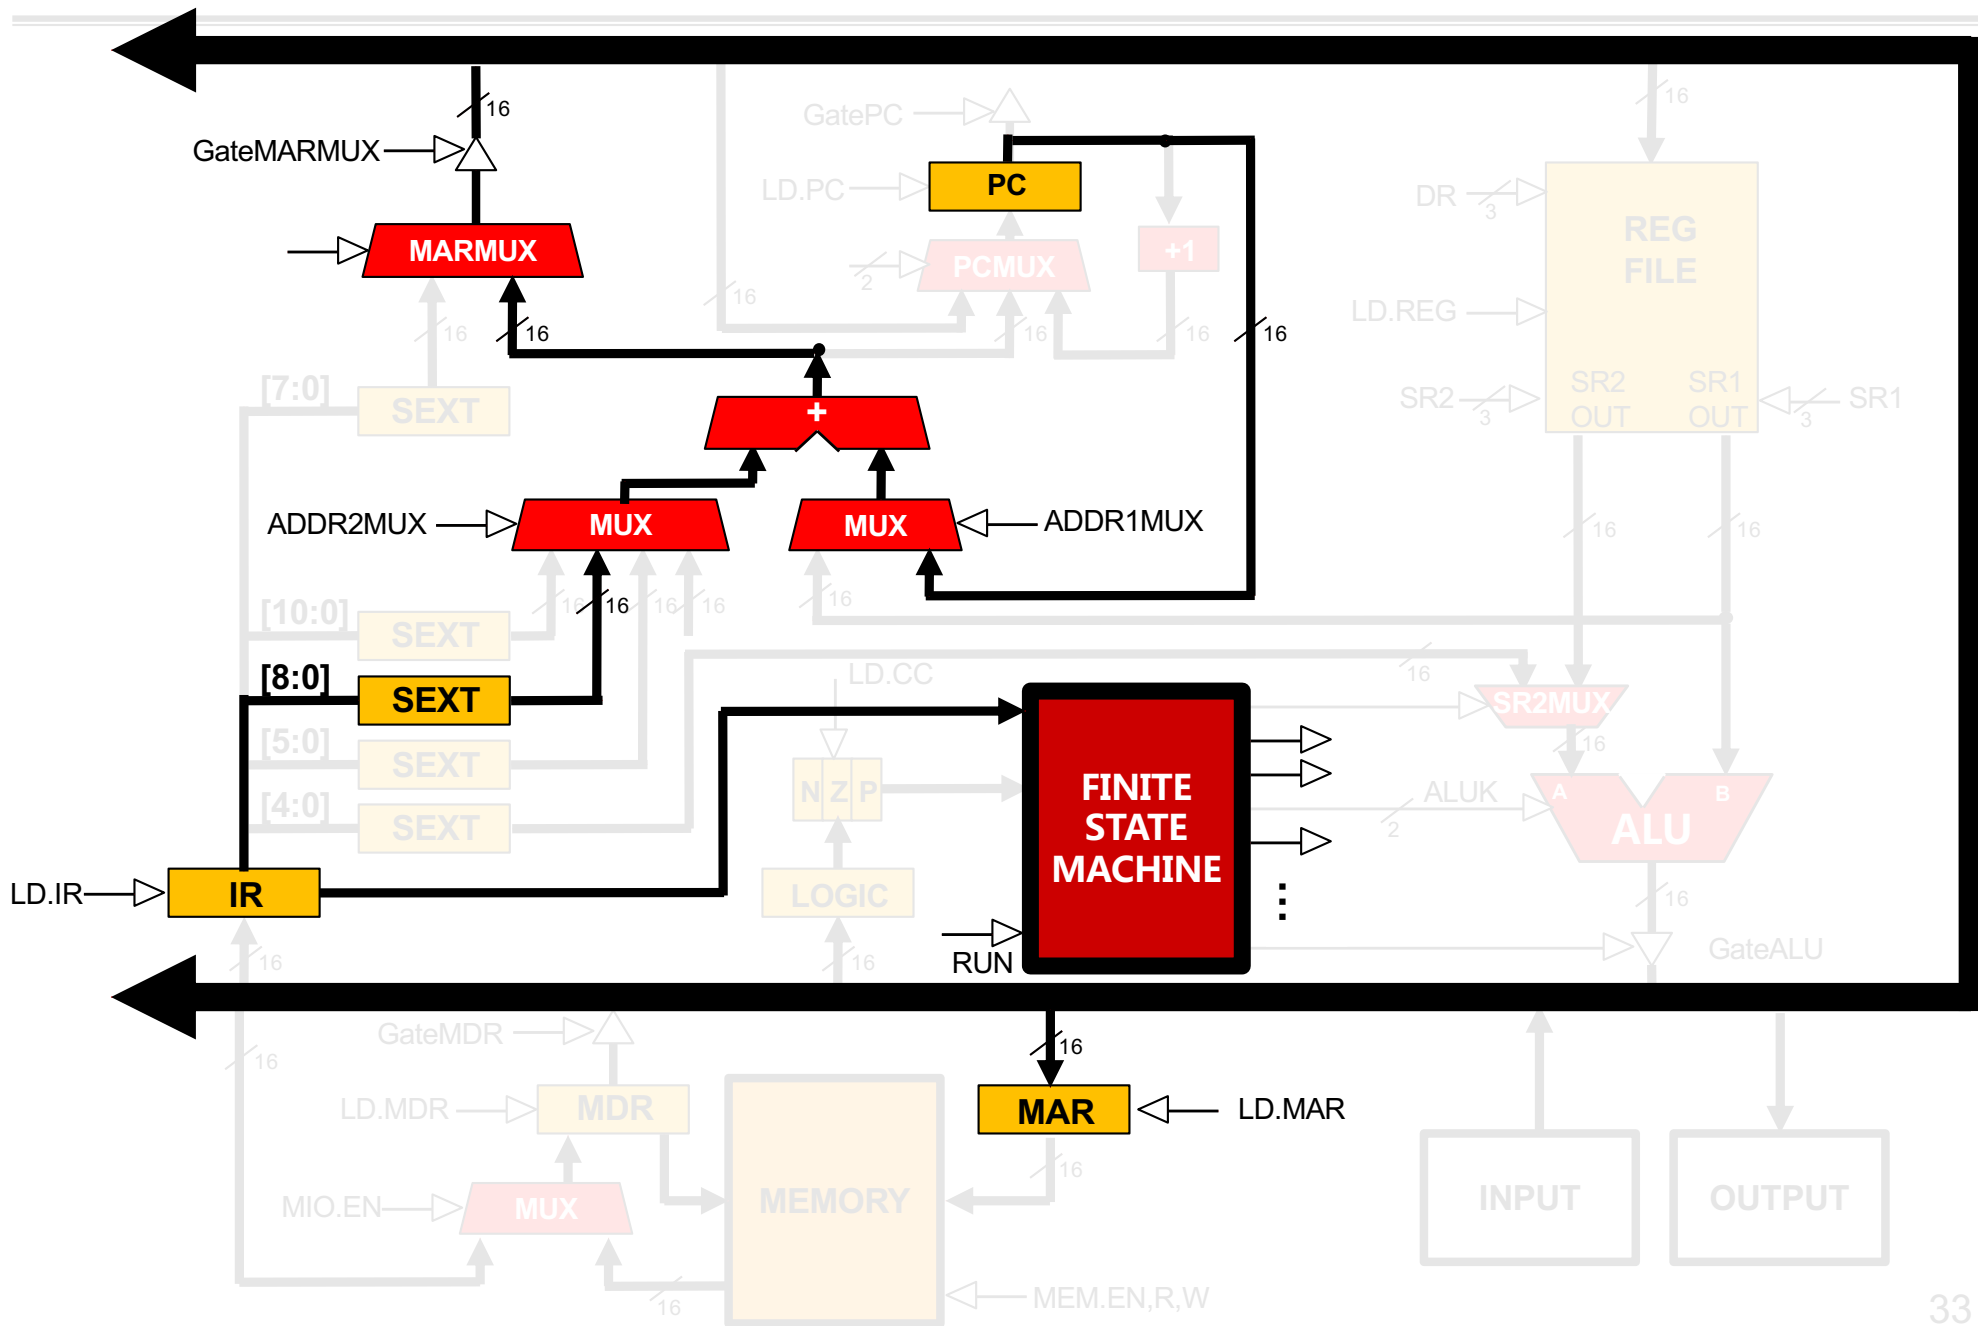 16
16
GatePC
GateMARMUX
LD.PC
PC
DR
3
REG
FILE
MARMUX
PCMUX
+1
2
16
16
16
16
16
16
LD.REG
[7:0]
SEXT
+
SR2
OUT
SR1
OUT
SR2
3
3
SR1
ADDR2MUX
MUX
MUX
ADDR1MUX
16
16
[10:0]
SEXT
16
16
16
16
16
[8:0]
SEXT
LD.CC
16
SR2MUX
16
[5:0]
SEXT
N Z P
FINITE
STATE
MACHINE
ALUK
2
A
B
ALU
[4:0]
SEXT
LD.IR
IR
LOGIC
16
RUN
16
16
GateALU
GateMDR
16
16
LD.MDR
MDR
MAR
LD.MAR
16
MIO.EN
MUX
MEMORY
INPUT
OUTPUT
16
MEM.EN,R,W
33